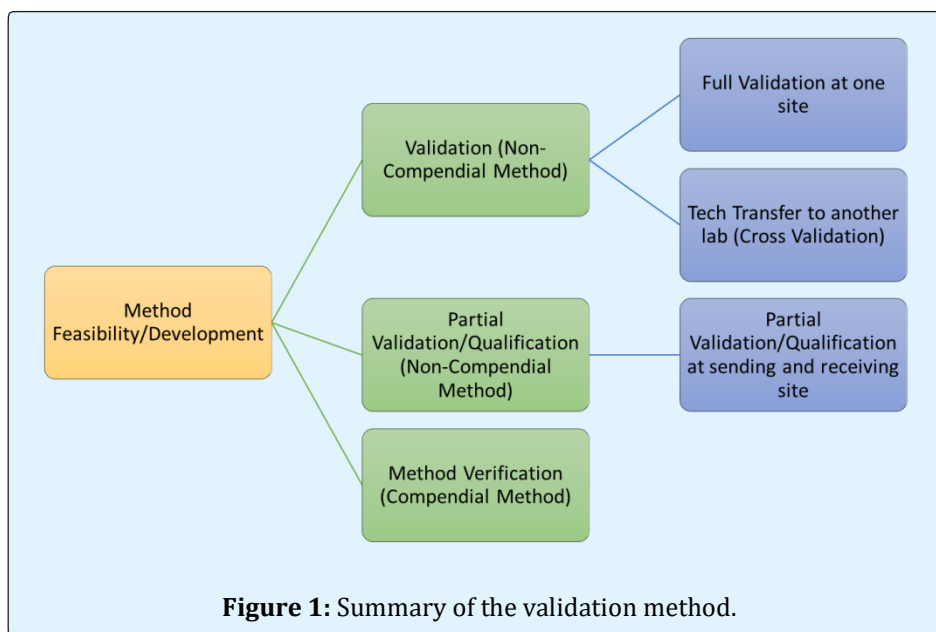 Full Validation at one
site
Validation (Non-
Compendial Method)
Tech Transfer to another
lab (Cross Validation)
Method
Feasibility/Development
Partial
Validation/Qualification
(Non-Compendial
Method)
Partial
Validation/Qualification
at sending and receiving
site
Method Verification
(Compendial Method)
Figure 1: Summary of the validation method.